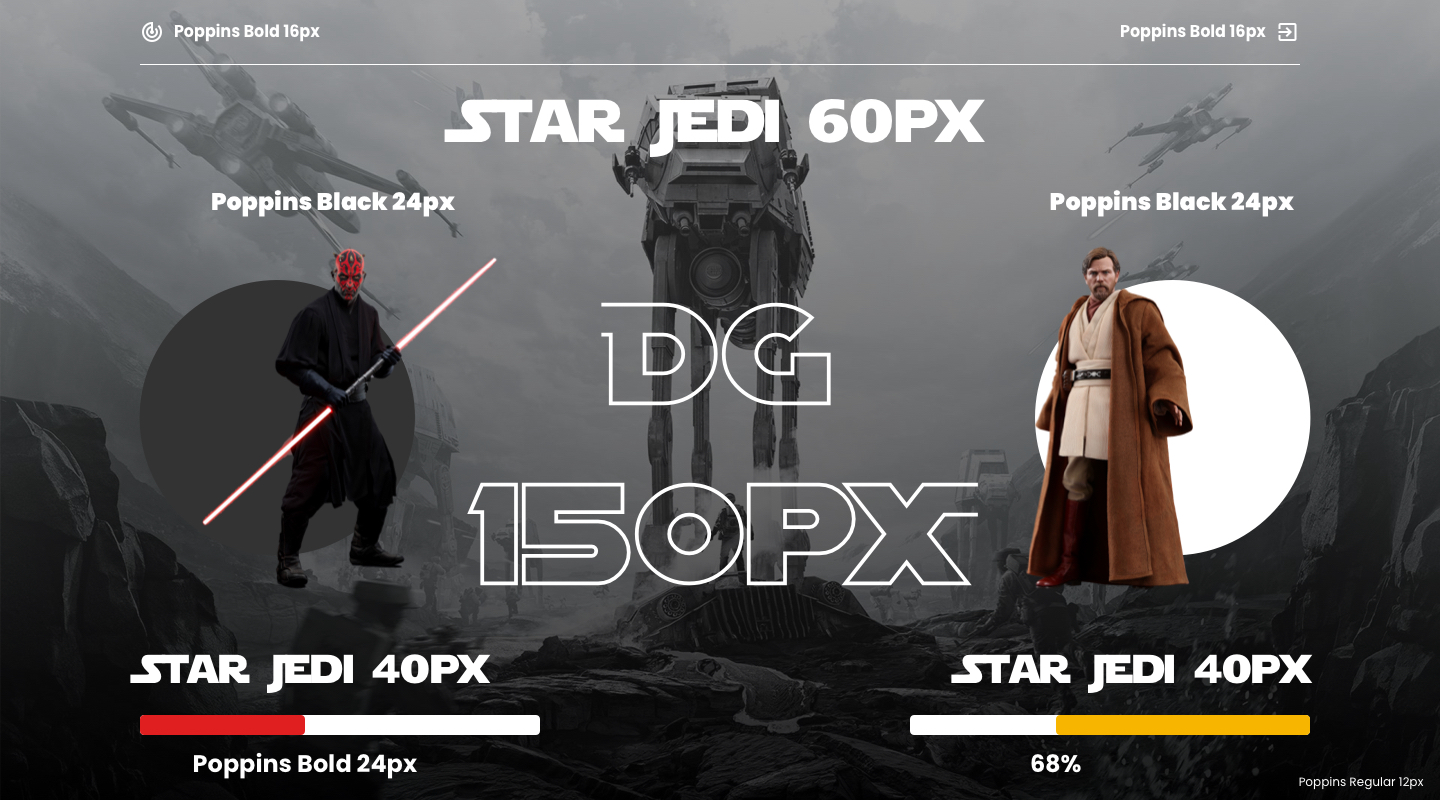 Poppins Bold 16px
Poppins Bold 16px
STAR JEDI 60PX
Poppins Black 24px
Poppins Black 24px
DG
150PX
STAR JEDI 40PX
STAR JEDI 40PX
Poppins Bold 24px
68%
Poppins Regular 12px